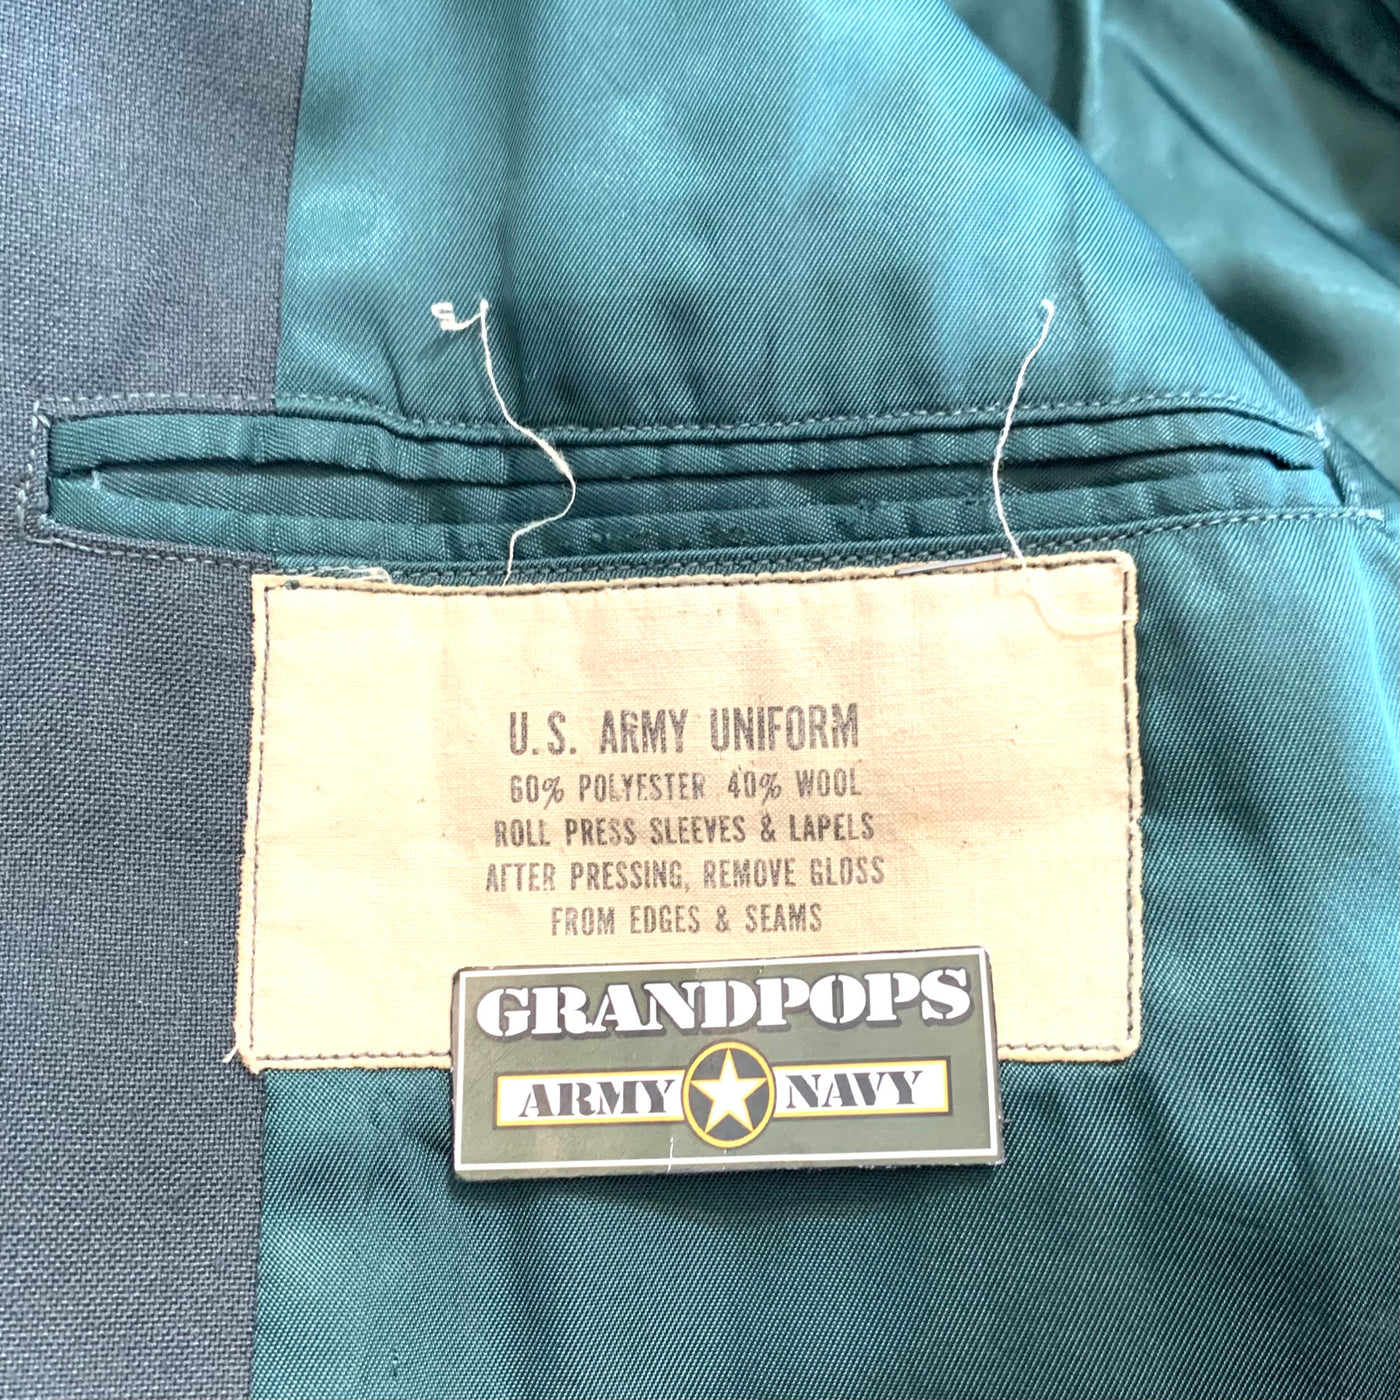 U.S. ARMY UNIFORM
60% POLYESTER 40% WOOL
ROLL PRESS SLEEVES & LAPELS
AFTER PRESSING, REMOVE GLOSS
FROM EDGES & SEAMS
GRANDPOPS
ARMY NAVY